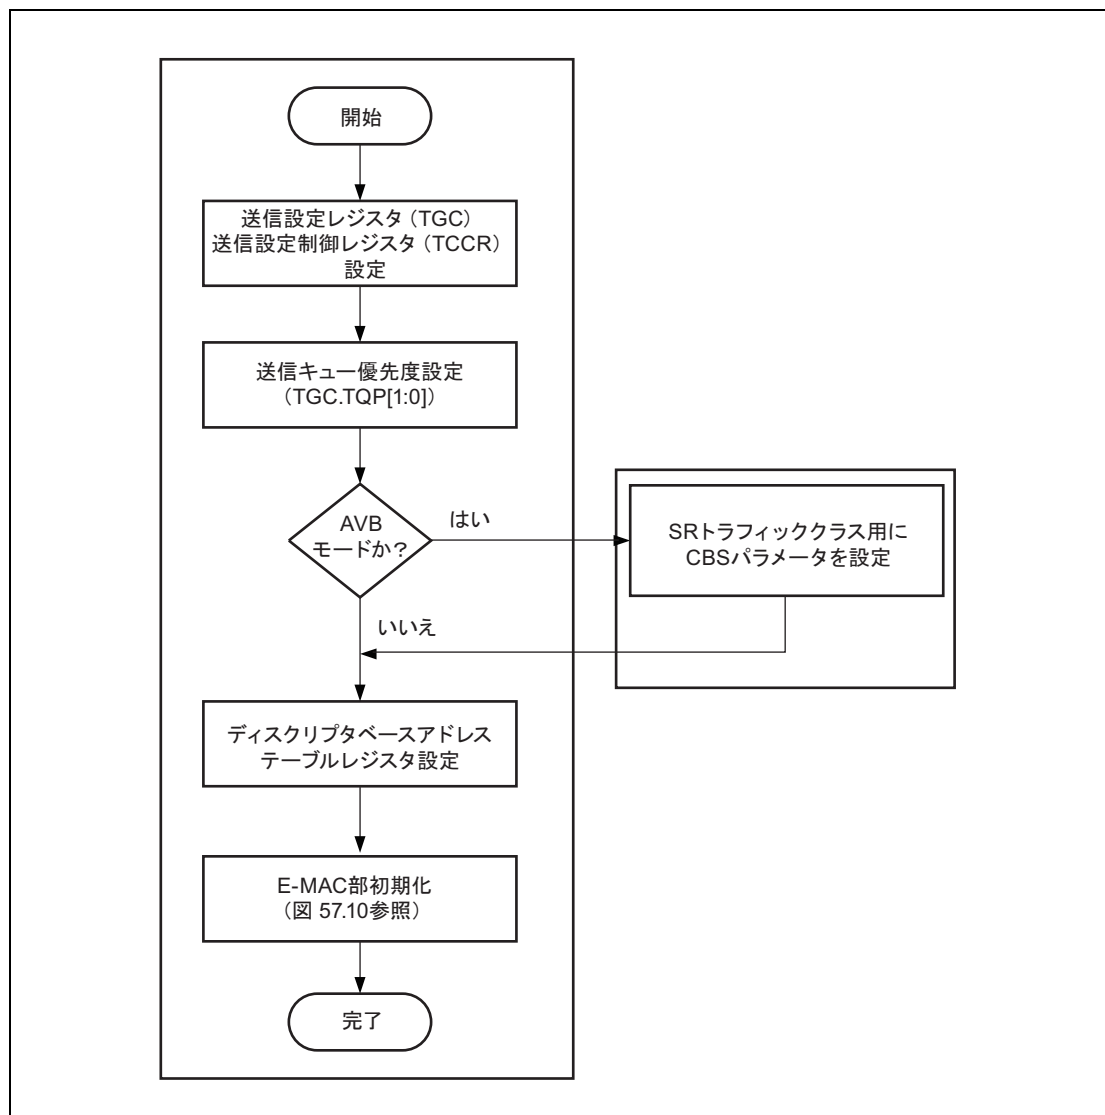 開始
送信設定レジスタ（TGC）
送信設定制御レジスタ（TCCR）
設定
送信キュー優先度設定
（TGC.TQP[1:0]）
AVB
モードか？
はい
SRトラフィッククラス用に
CBSパラメータを設定
いいえ
ディスクリプタベースアドレス
テーブルレジスタ設定
E-MAC部初期化
（図 57.10参照）
完了